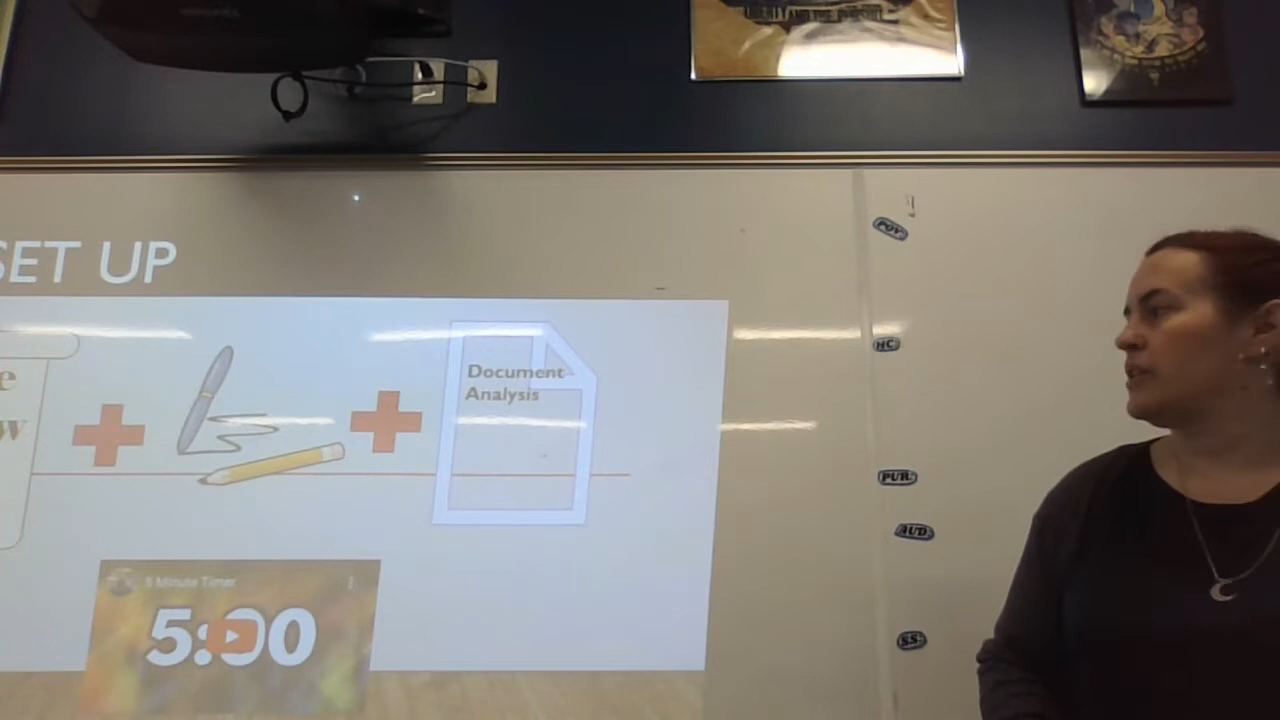 SET UP
e
w
Document
Analysis
5 Minute Timer
5:00
POV.
HC.
PUR.
AUD.
SS.